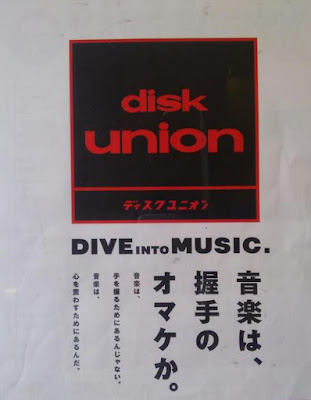 disk
union
ディスクユニオン
DIVE INTO MUSIC.
音楽は、
握手の
オマケか。
音楽は、
手を握るためにあるんじゃない。
音楽は、
心を震わすためにあるんだ。